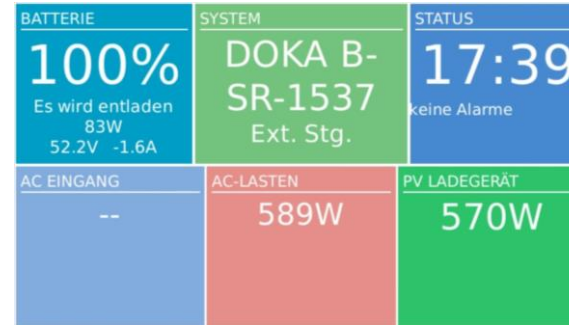 BATTERIE
100%
Es wird entladen
83W
52.2V -1.6A
SYSTEM
DOKA B-
SR-1537
Ext. Stg.
STATUS
17:39
keine Alarme
AC EINGANG
--
AC-LASTEN
589W
PV LADEGERÄT
570W